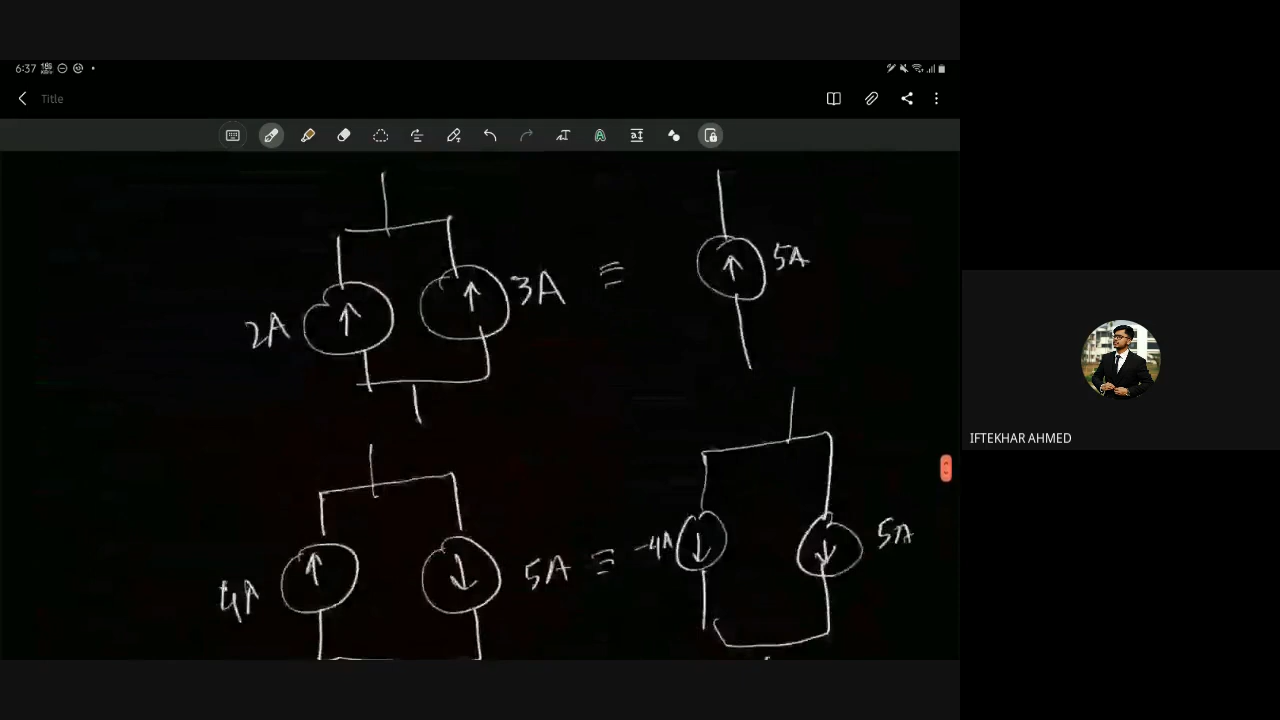 6:37
Title
2A
3A
≡
5A
4A
5A
≡
-4A
5A
IFTEKHAR AHMED